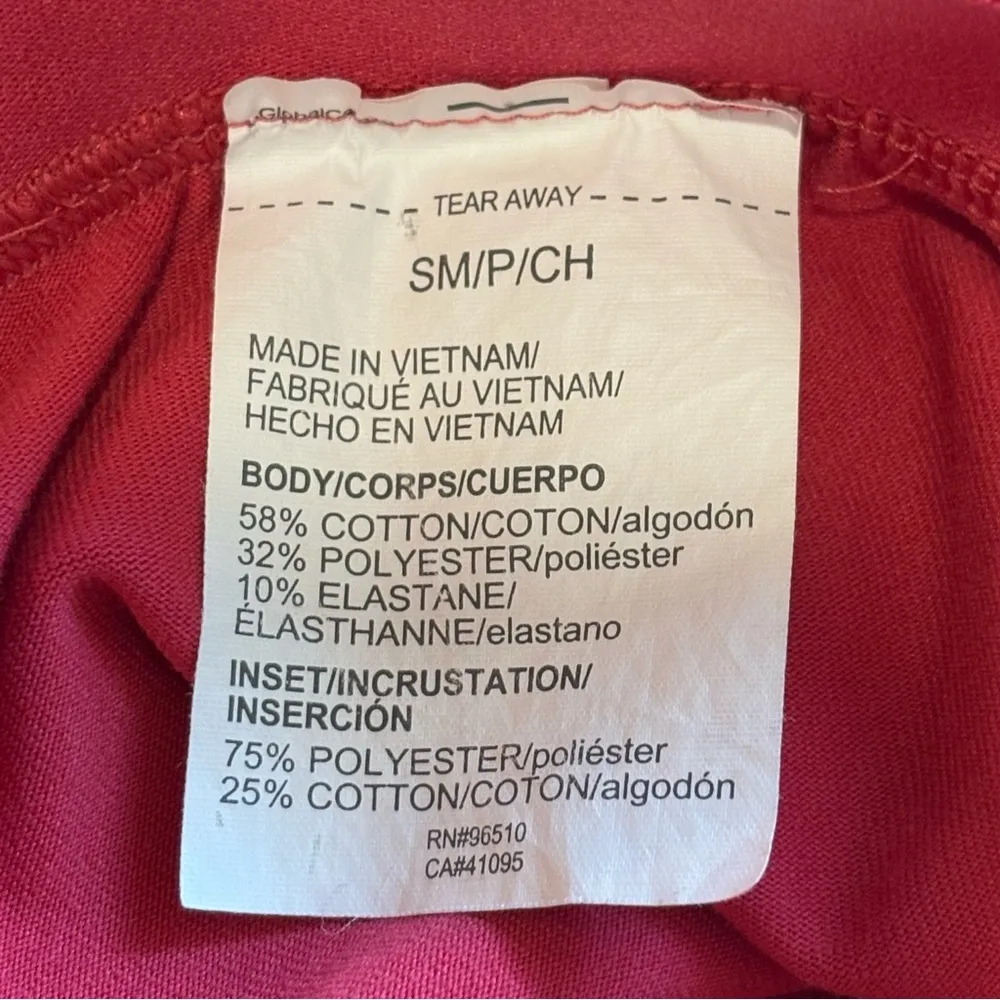 TEAR AWAY
SM/P/CH
MADE IN VIETNAM/
FABRIQUÉ AU VIETNAM/
HECHO EN VIETNAM
BODY/CORPS/CUERPO
58% COTTON/COTON/algodón
32% POLYESTER/poliéster
10% ELASTANE/
ÉLASTHANNE/elastano
INSET/INCRUSTATION/
INSERCIÓN
75% POLYESTER/poliéster
25% COTTON/COTON/algodón
RN#96510
CA#41095